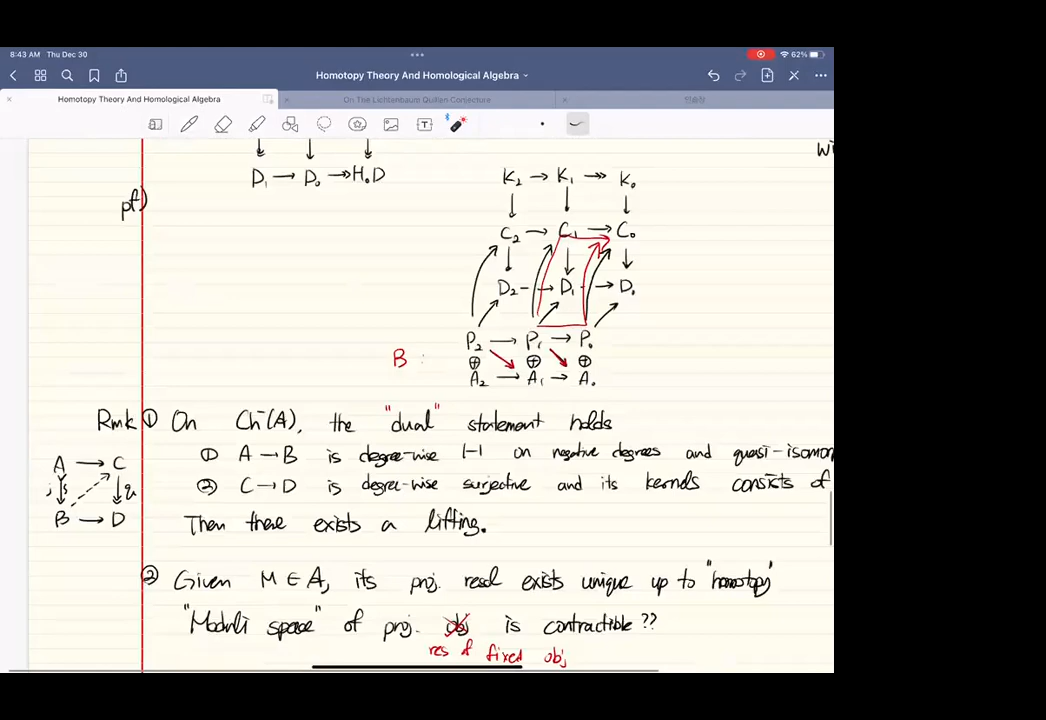 8:43 AM Thu Dec 30
62%
Homotopy Theory And Homological Algebra
Homotopy Theory And Homological Algebra
On The Lichtenbaum Quillen Conjecture
D₁ → D₀ ↠ H₀D
pf)
K₂ → K₁ ↠ K₀
C₂ → C₁ → C₀
D₂ → D₁ → D₀
P₂ → P₁ → P₀
B :
⊕ ⊕ ⊕
A₂ → A₁ → A₀
Rmk ① On Ch⁻(A), the "dual" statement holds
① A → B is degree-wise 1-1 on negative degrees and quasi-isomor
② C → D is degree-wise surjective and its kernels consists of
A → C
B → D
Then there exists a lifting.
② Given M ∈ A, its proj. resol exists unique up to "homotopy"
"Moduli space" of proj. obj is contractible ??
res of fixed obj